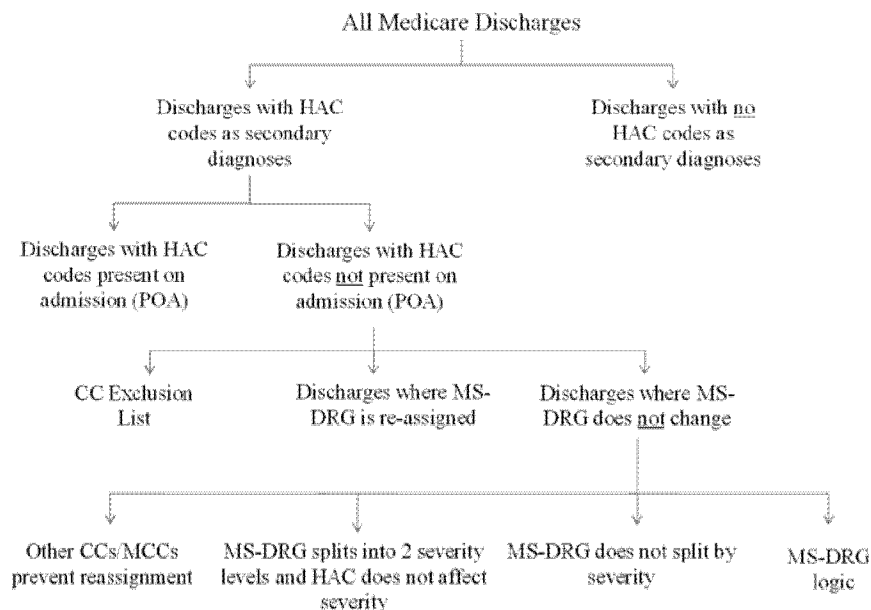 All Medicare Discharges
Discharges with HAC
codes as secondary
diagnoses
Discharges with no
HAC codes as
secondary diagnoses
Discharges with HAC
codes present on
admission (POA)
Discharges with HAC
codes not present on
admission (POA)
CC Exclusion
List
Discharges where MS-
DRG is re-assigned
Discharges where MS-
DRG does not change
Other CCs/MCCs
prevent reassignment
MS-DRG splits into 2 severity
levels and HAC does not affect
severity
MS-DRG does not split by
severity
MS-DRG
logic